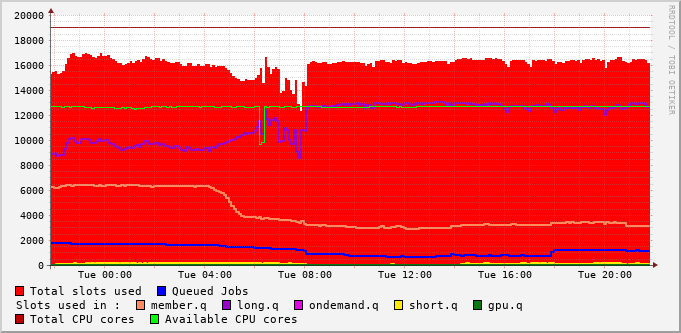 20000
18000
16000
14000
12000
10000
8000
6000
4000
2000
0
Tue 00:00 Tue 04:00 Tue 08:00 Tue 12:00 Tue 16:00 Tue 20:00
RRDTOOL / TOBI OETIKER
Total slots used Queued Jobs
Slots used in : member.q long.q ondemand.q short.q gpu.q
Total CPU cores Available CPU cores